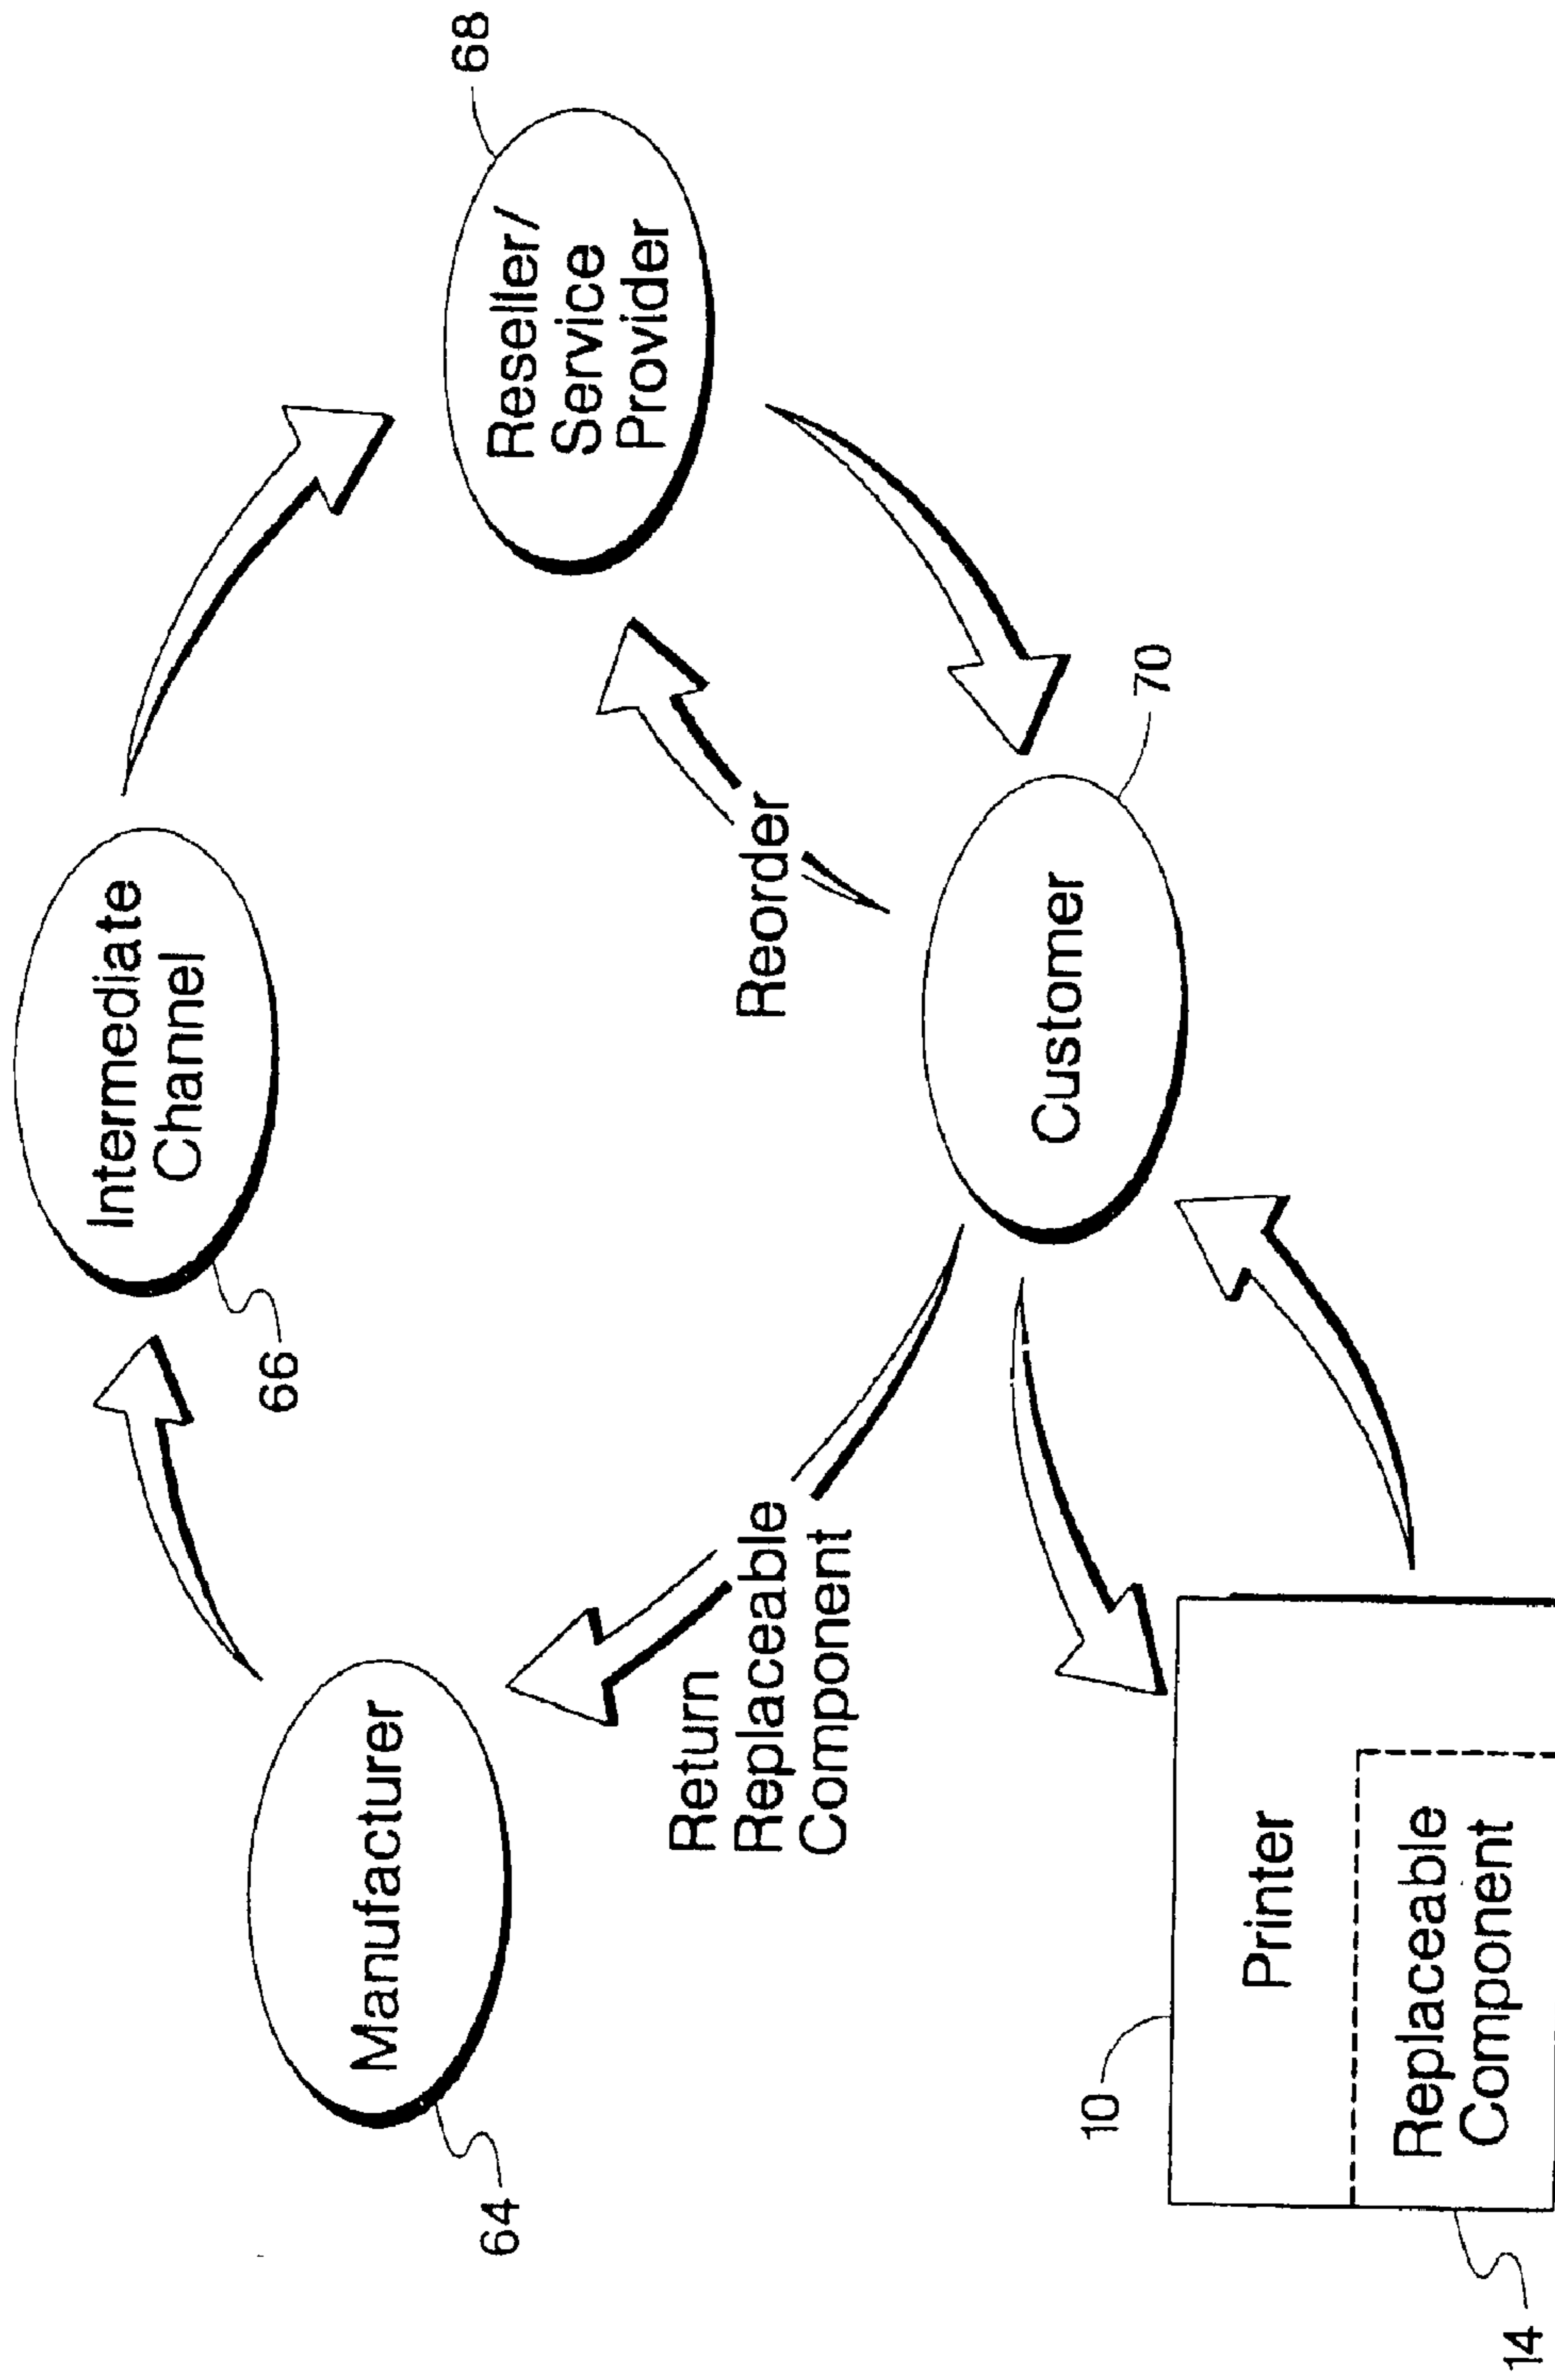 Intermediate
Channel
66
68
Reseller/
Service
Provider
Manufacturer
64
Reorder
Return
Replaceable
Component
Customer
70
10
Printer
Replaceable
Component
14